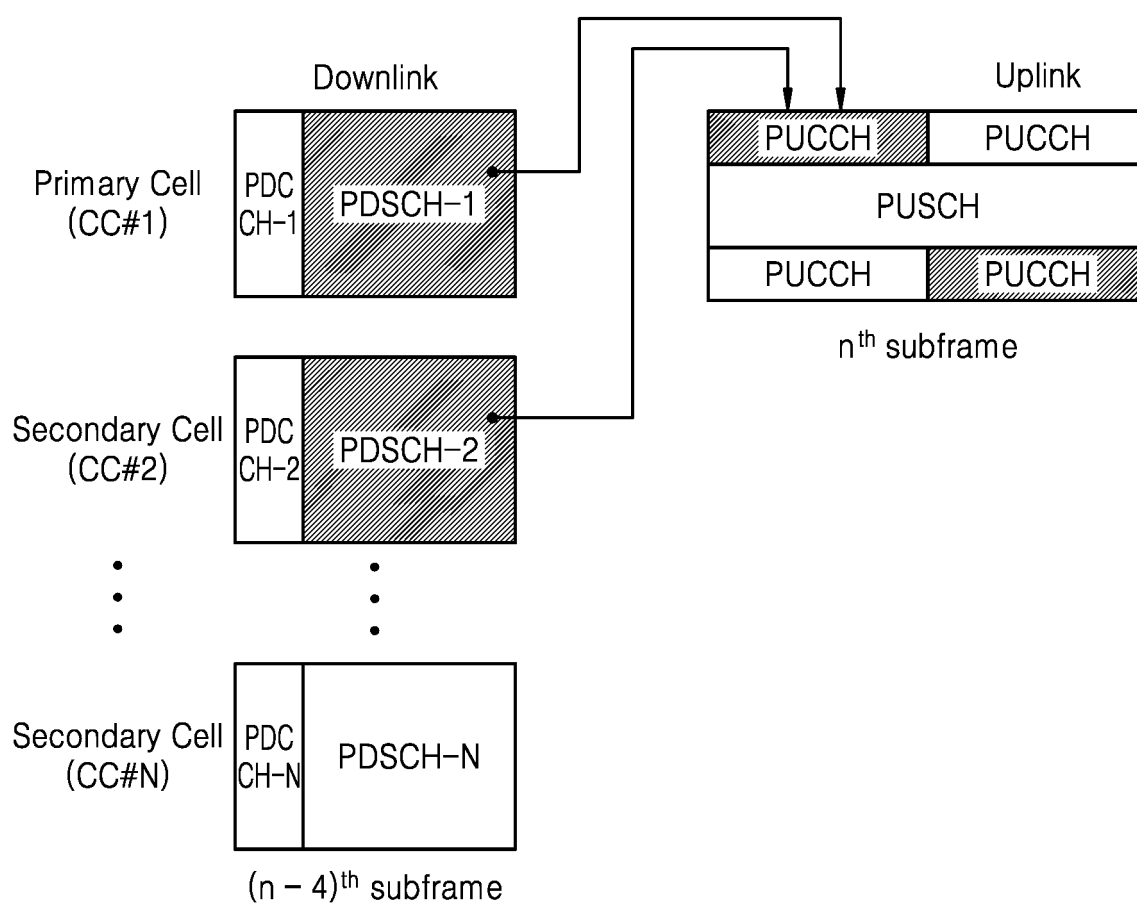 Downlink
Uplink
Primary Cell
(CC#1)
PDC
CH-1
PDSCH-1
PUCCH
PUCCH
PUSCH
PUCCH
PUCCH
nth subframe
Secondary Cell
(CC#2)
PDC
CH-2
PDSCH-2
Secondary Cell
(CC#N)
PDC
CH-N
PDSCH-N
(n - 4)th subframe